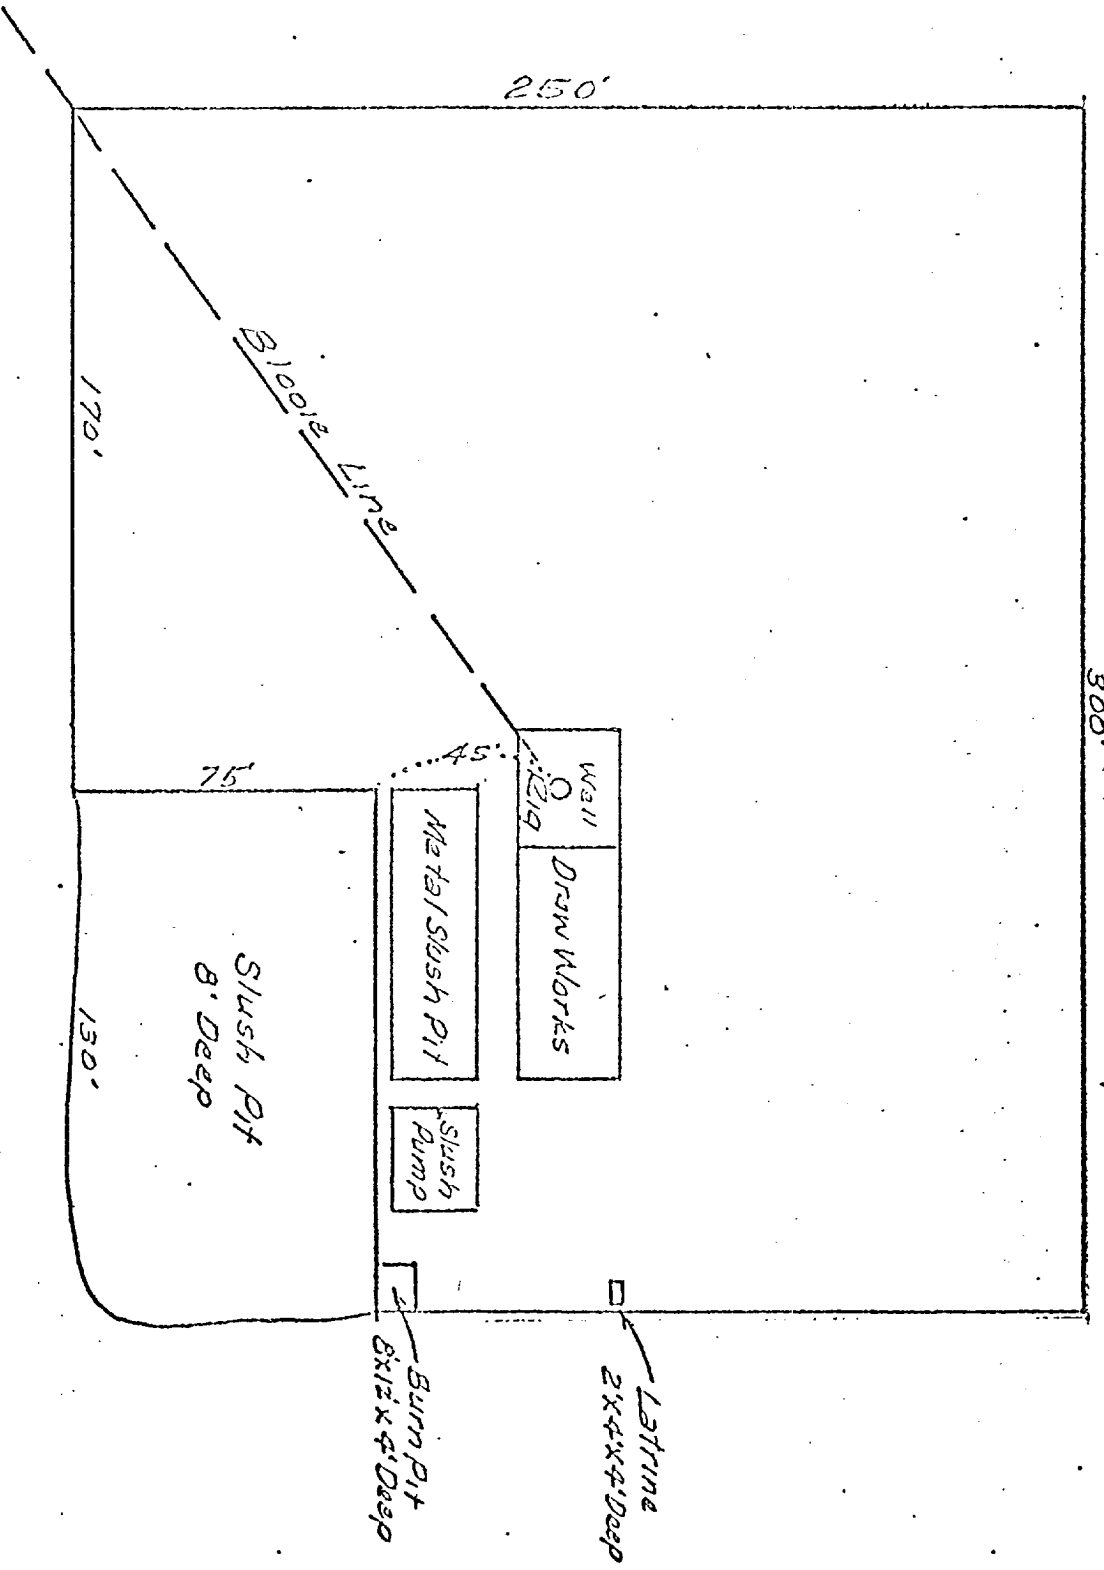 250'
300'
170'
Blooie Line
45'
75'
Well
Rig
Draw Works
Metal Slush Pit
Slush
Pump
Slush Pit
8' Deep
130'
Latrine
2'x4'x4' Deep
Burn Pit
8'x12'x4' Deep